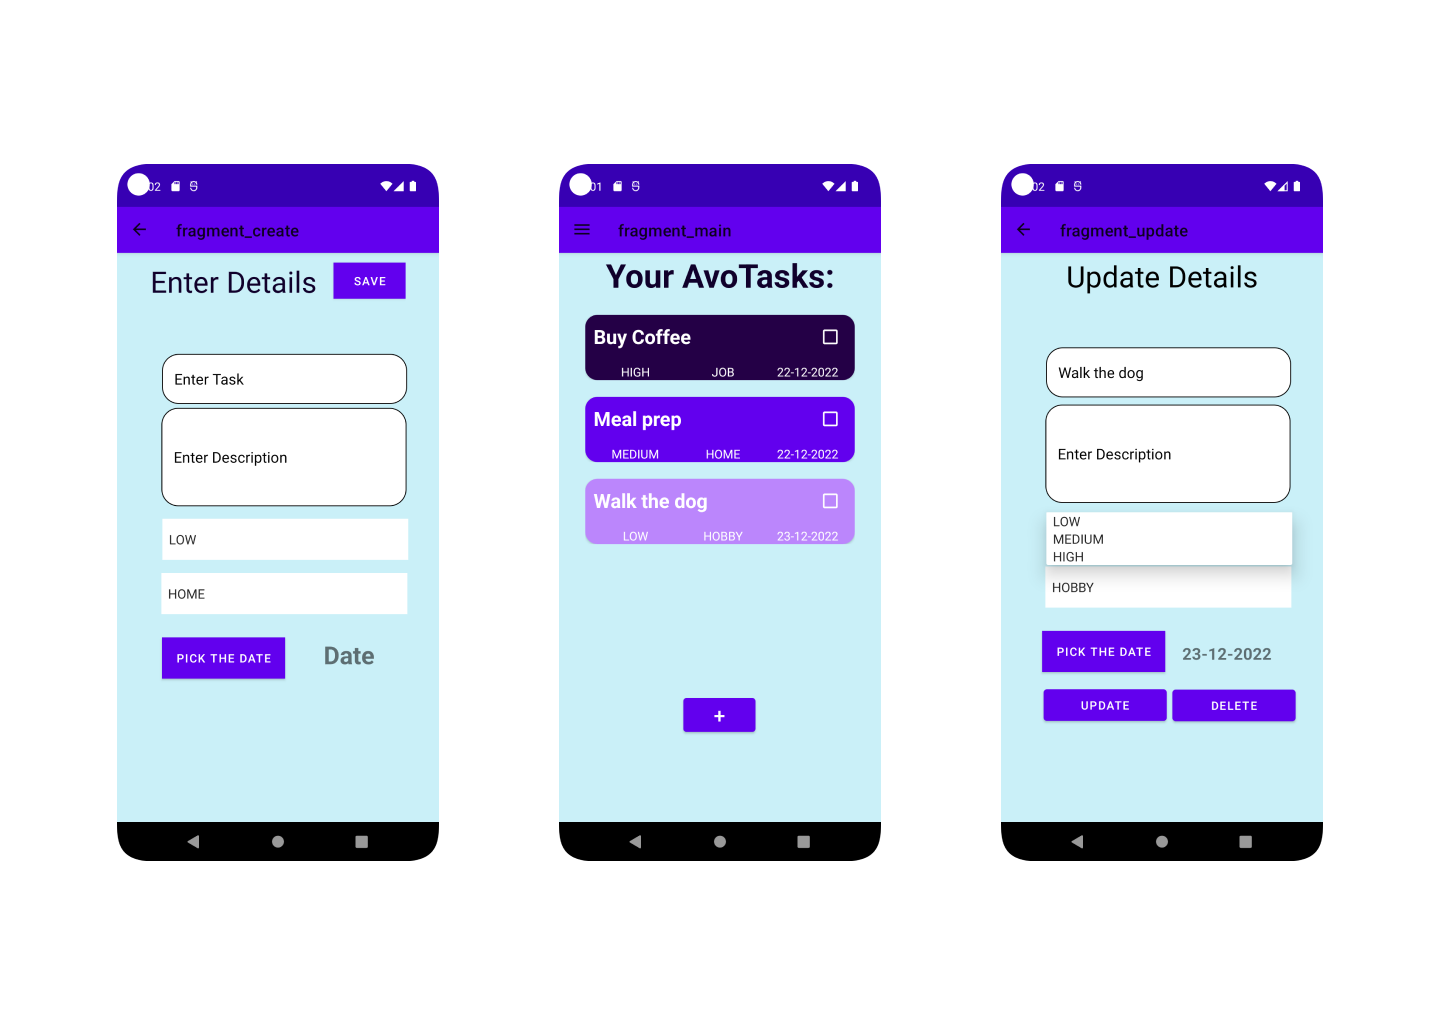 02
fragment_create
Enter Details
SAVE
Enter Task
Enter Description
LOW
HOME
PICK THE DATE
Date
01
fragment_main
Your AvoTasks:
Buy Coffee
HIGH JOB 22-12-2022
Meal prep
MEDIUM HOME 22-12-2022
Walk the dog
LOW HOBBY 23-12-2022
+
02
fragment_update
Update Details
Walk the dog
Enter Description
LOW
MEDIUM
HIGH
HOBBY
PICK THE DATE
23-12-2022
UPDATE
DELETE